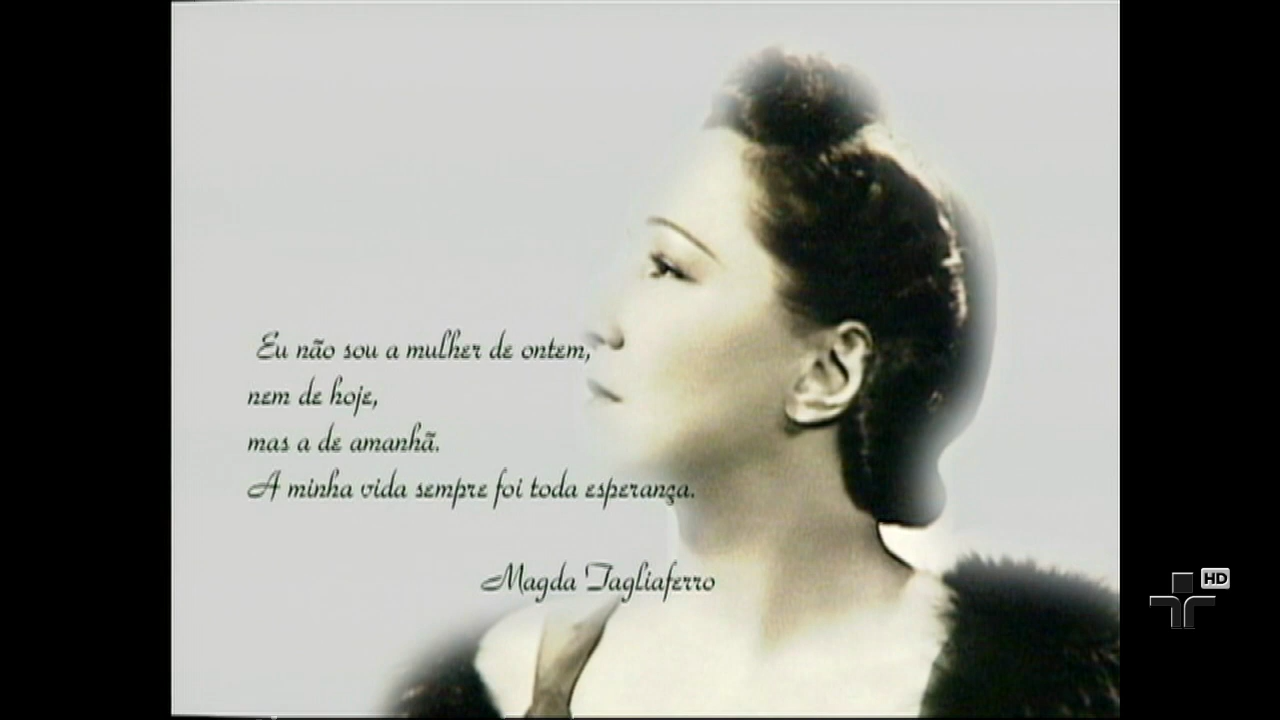 Eu não sou a mulher de ontem,
nem de hoje,
mas a de amanhã.
A minha vida sempre foi toda esperança.
Magda Tagliaferro
HD